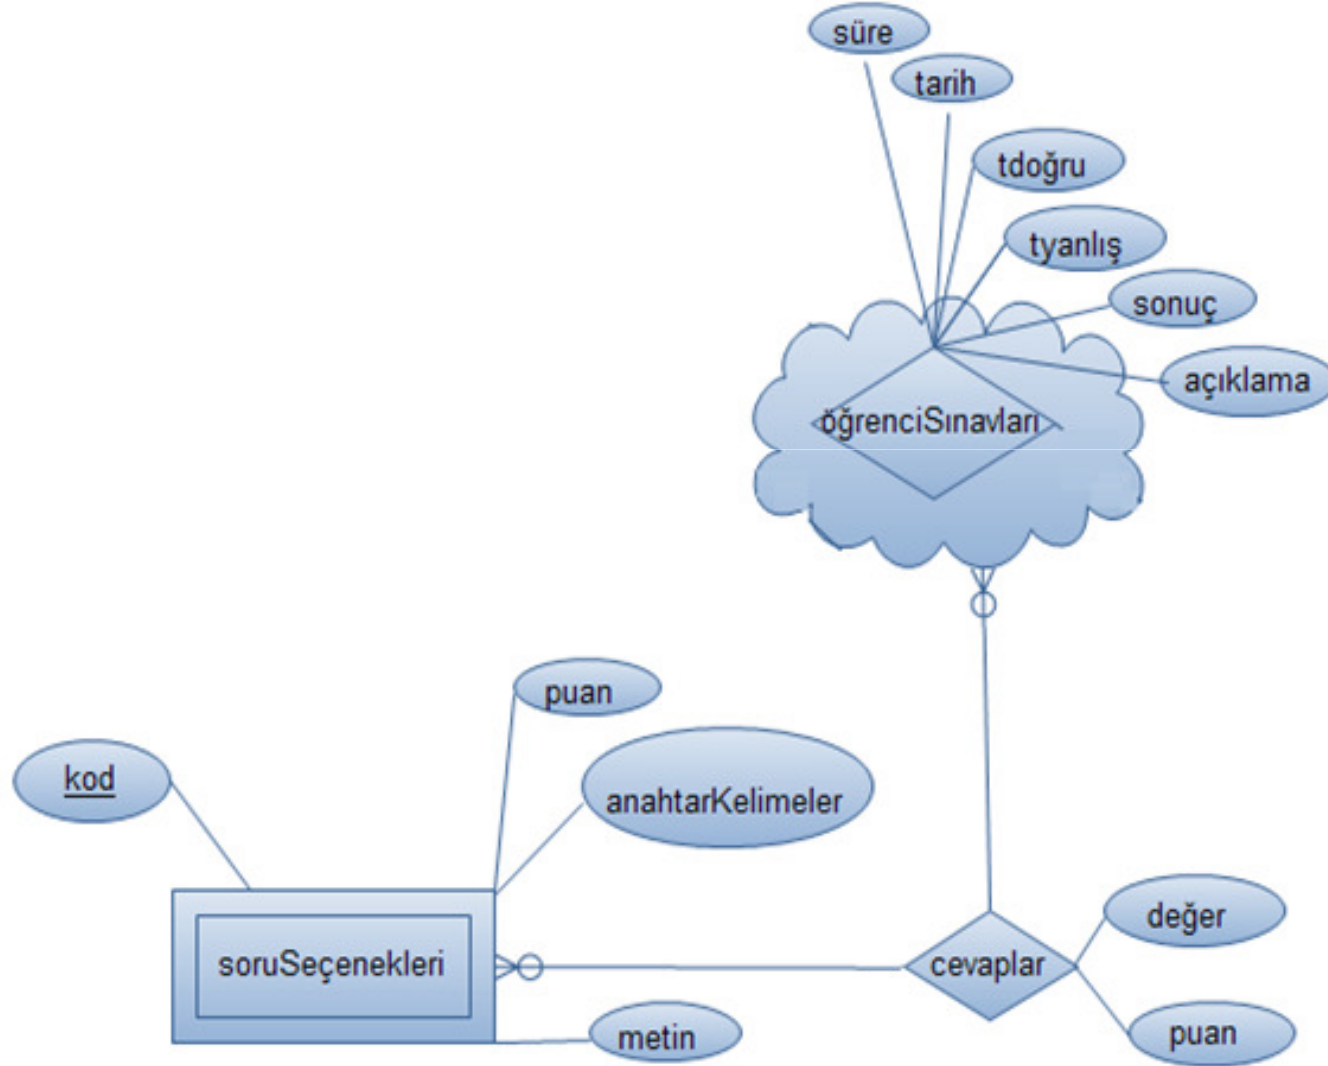 süre
tarih
tdoğru
tyanlış
sonuç
açıklama
öğrenciSınavları
puan
kod
anahtarKelimeler
değer
soruSeçenekleri
cevaplar
metin
puan